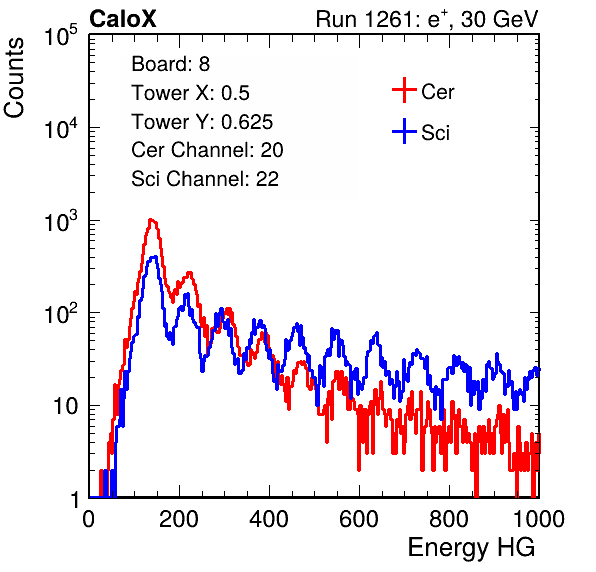 CaloX Run 1261: e⁺, 30 GeV
Board: 8
Tower X: 0.5
Tower Y: 0.625
Cer Channel: 20
Sci Channel: 22
Cer
Sci
Counts
10⁵
10⁴
10³
10²
10
1
0 200 400 600 800 1000
Energy HG